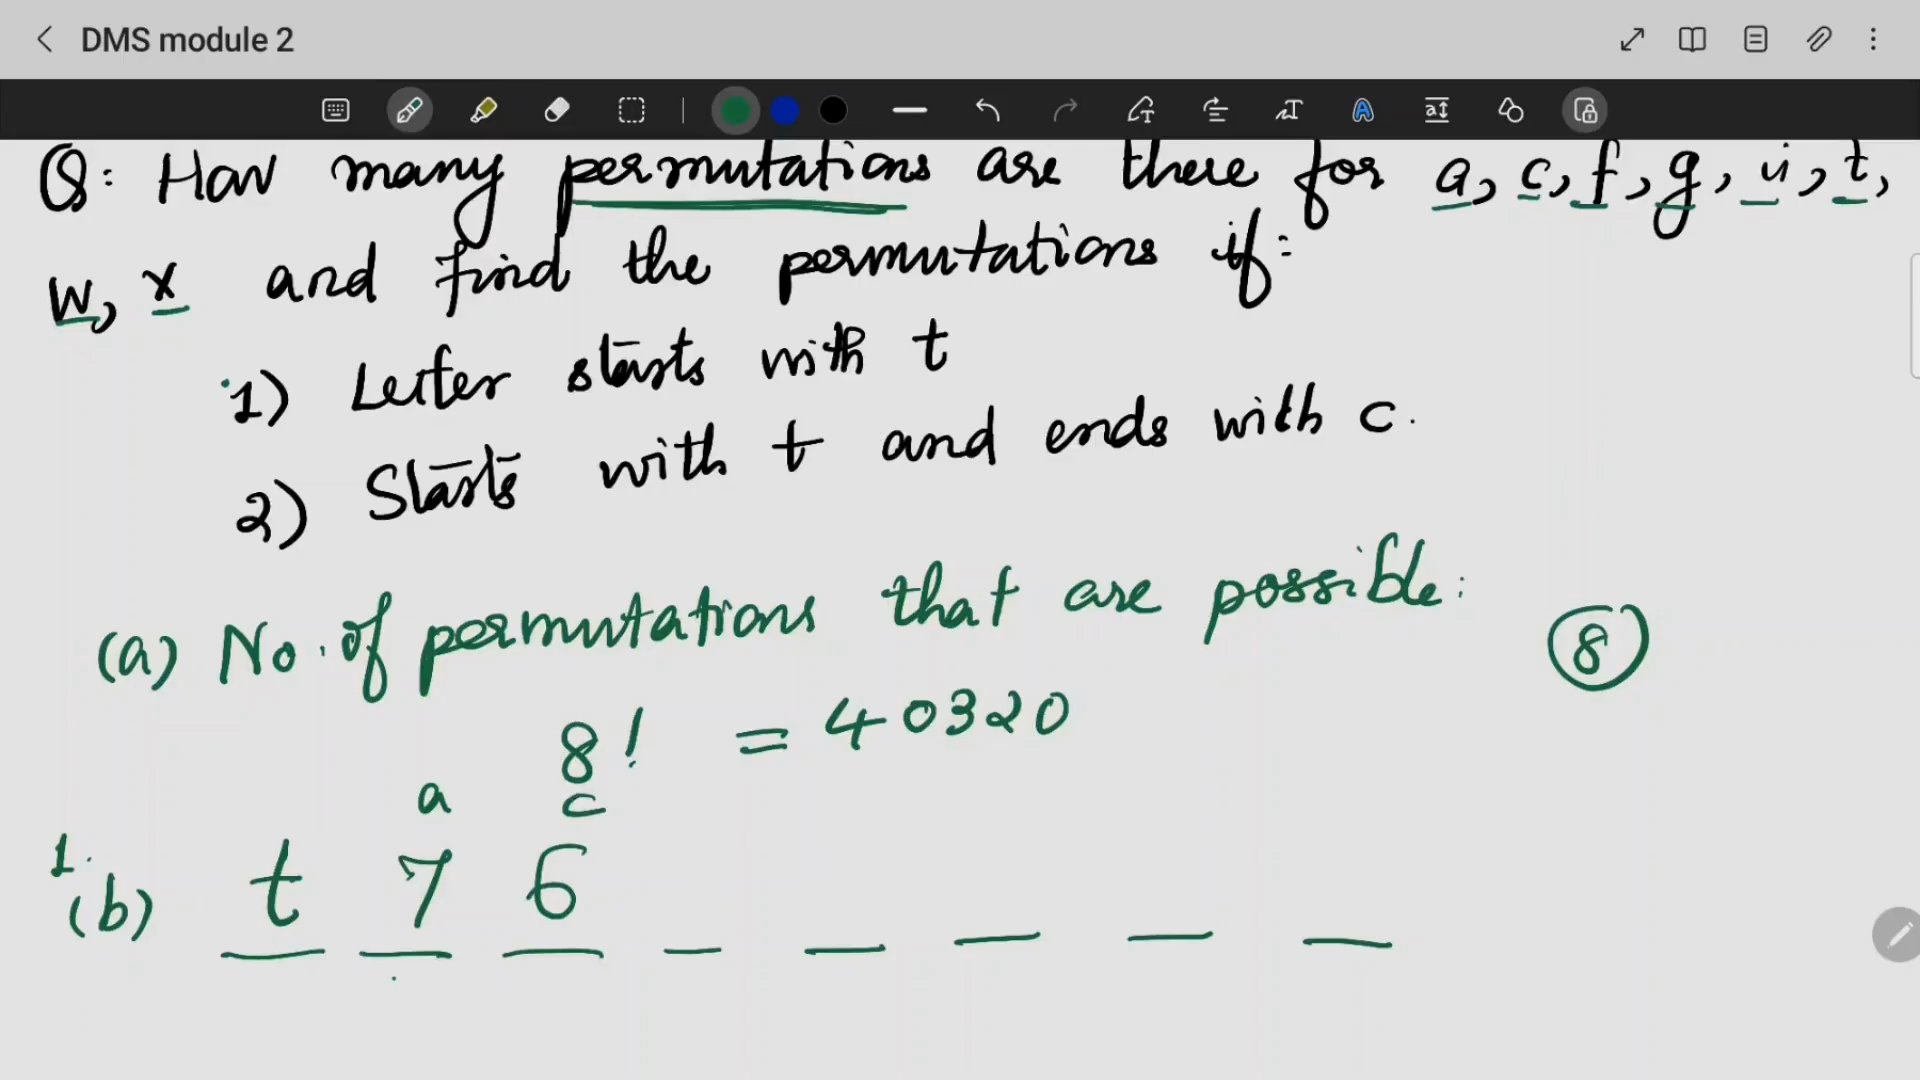 DMS module 2
Q: How many permutations are there for a, c, f, g, i, t,
w, x and find the permutations if:
1) Letter starts with t
2) Starts with t and ends with c.
(a) No. of permutations that are possible:
8
8! = 40320
a c
1.
(b) t 7 6